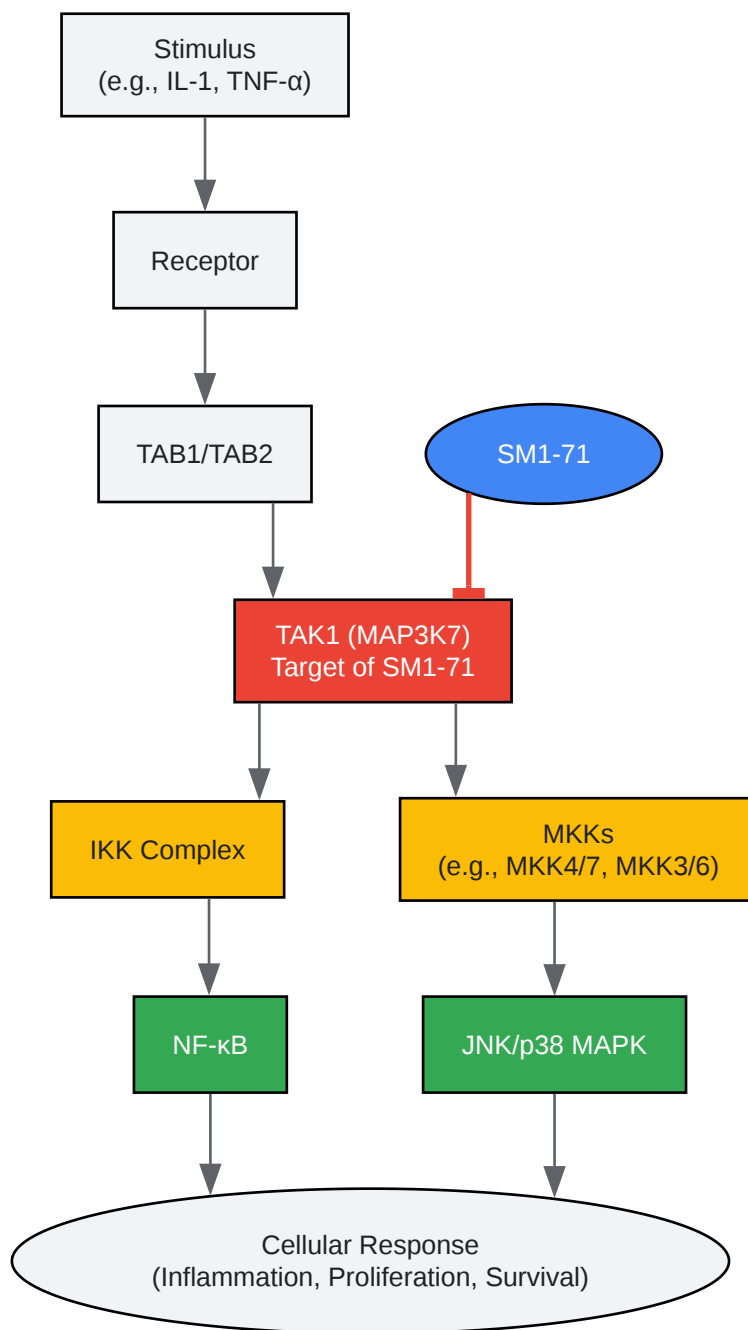 Stimulus
(e.g., IL-1, TNF-α)
Receptor
TAB1/TAB2
SM1-71
TAK1 (MAP3K7)
Target of SM1-71
IKK Complex
MKKs
(e.g., MKK4/7, MKK3/6)
NF-κB
JNK/p38 MAPK
Cellular Response
(Inflammation, Proliferation, Survival)